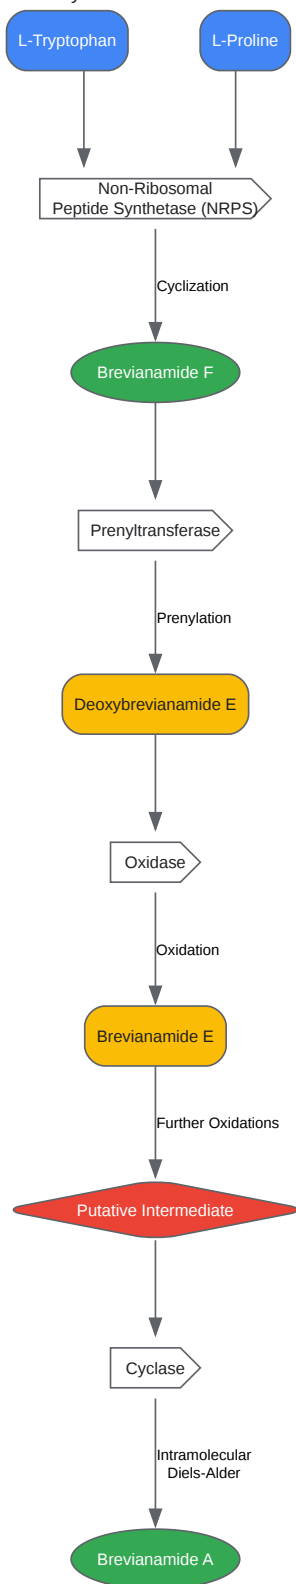 L-Tryptophan
L-Proline
Non-Ribosomal
Peptide Synthetase (NRPS)
Cyclization
Brevianamide F
Prenyltransferase
Prenylation
Deoxybrevianamide E
Oxidase
Oxidation
Brevianamide E
Further Oxidations
Putative Intermediate
Cyclase
Intramolecular
Diels-Alder
Brevianamide A